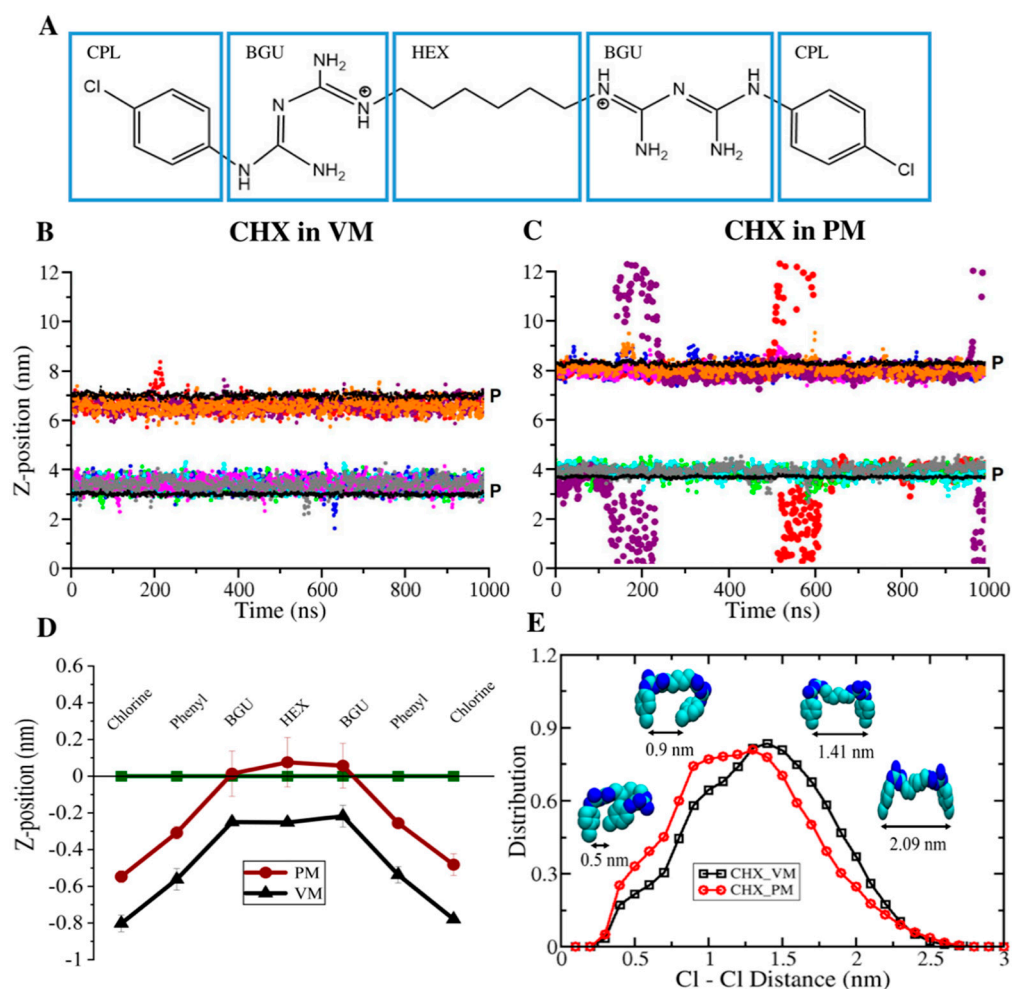 A
CPL
BGU
HEX
BGU
CPL
Cl
NH2
N
N
H
N
H
NH2
H
N
N
H
N
NH2
NH2
Cl
B
CHX in VM
C
CHX in PM
Z-position (nm)
12
10
8
6
4
2
0
P
P
0
200
400
600
800
1000
Time (ns)
12
10
8
6
4
2
0
P
P
0
200
400
600
800
1000
Time (ns)
D
Z-position (nm)
0.6
0.4
0.2
0
-0.2
-0.4
-0.6
-0.8
-1
Chlorine
Phenyl
BGU
HEX
BGU
Phenyl
Chlorine
PM
VM
E
Distribution
1.2
0.9
0.6
0.3
0
0.5 nm
0.9 nm
1.41 nm
2.09 nm
CHX_VM
CHX_PM
0
0.5
1
1.5
2
2.5
3
Cl - Cl Distance (nm)